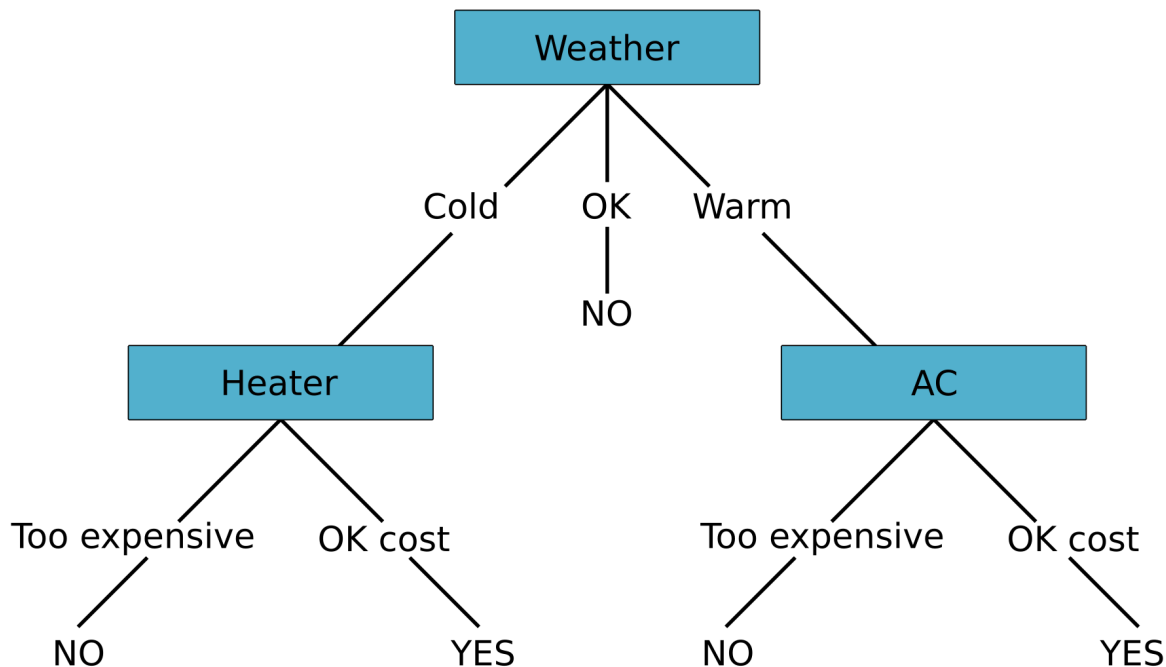 Weather
Cold OK Warm
NO
Heater AC
Too expensive OK cost Too expensive OK cost
NO YES NO YES